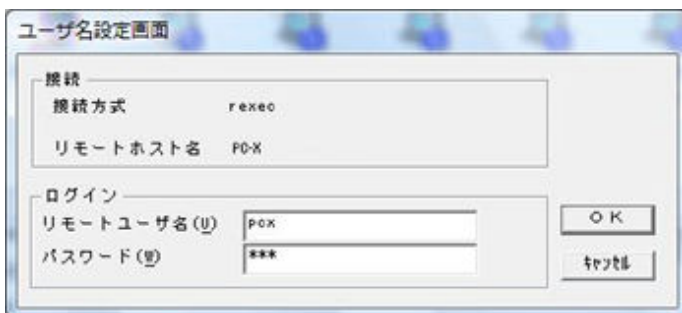 ユーザ名設定画面
接続
接続方式 rexec
リモートホスト名 PC-X
ログイン
リモートユーザ名(U) pcx
パスワード(W) ***
OK
ｷｬﾝｾﾙ